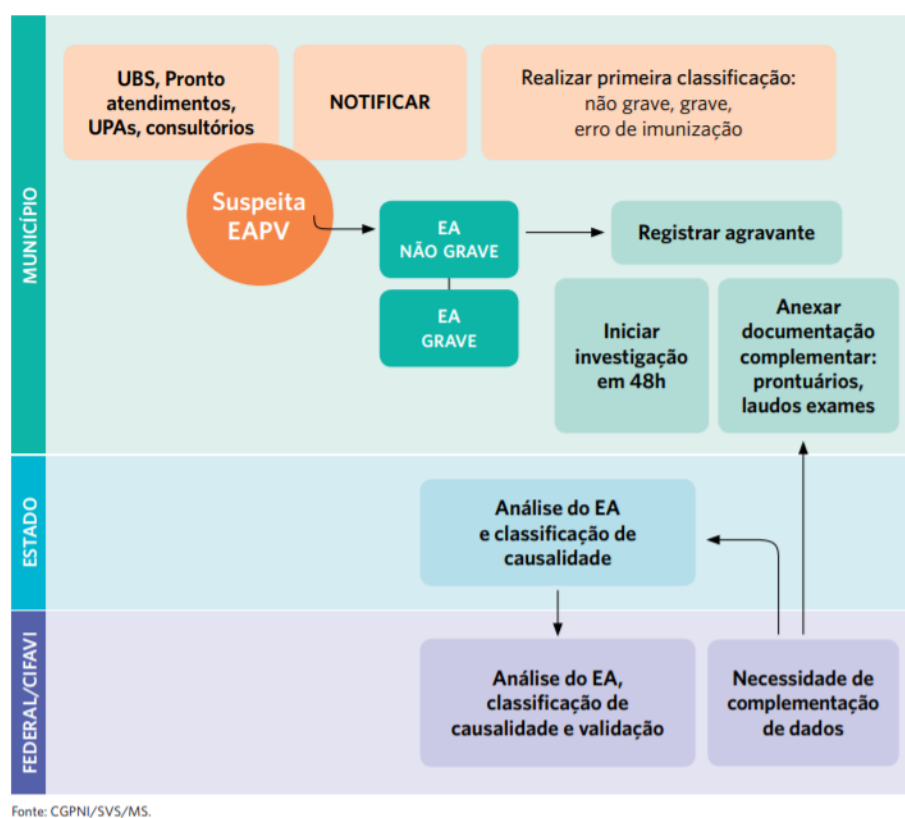 MUNICÍPIO
UBS, Pronto
atendimentos,
UPAs, consultórios
NOTIFICAR
Realizar primeira classificação:
não grave, grave,
erro de imunização
Suspeita
EAPV
EA
NÃO GRAVE
Registrar agravante
EA
GRAVE
Iniciar
investigação
em 48h
Anexar
documentação
complementar:
prontuários,
laudos exames
ESTADO
Análise do EA
e classificação de
causalidade
FEDERAL/CIFAVI
Análise do EA,
classificação de
causalidade e validação
Necessidade de
complementação
de dados
Fonte: CGPNI/SVS/MS.